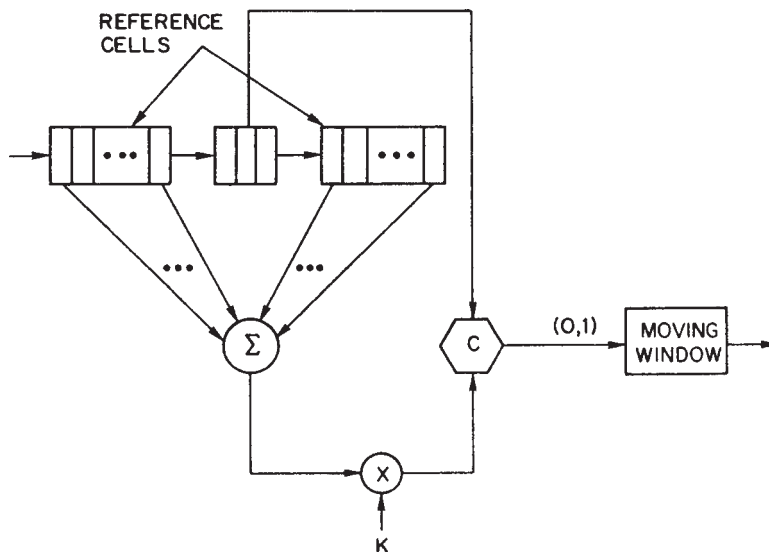 REFERENCE
CELLS
Σ
C
(0,1)
MOVING
WINDOW
X
K